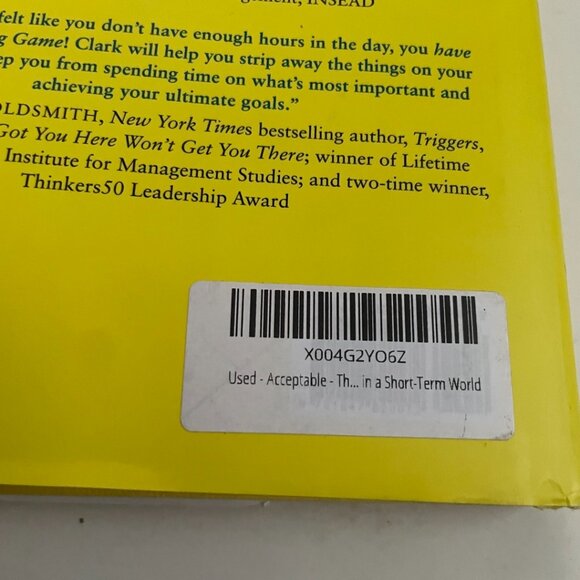 gement, INSEAD
felt like you don't have enough hours in the day, you have
g Game! Clark will help you strip away the things on your
ep you from spending time on what's most important and
achieving your ultimate goals."
OLDSMITH, New York Times bestselling author, Triggers,
Got You Here Won't Get You There; winner of Lifetime
Institute for Management Studies; and two-time winner,
Thinkers50 Leadership Award
X004G2YO6Z
Used - Acceptable - Th... in a Short-Term World